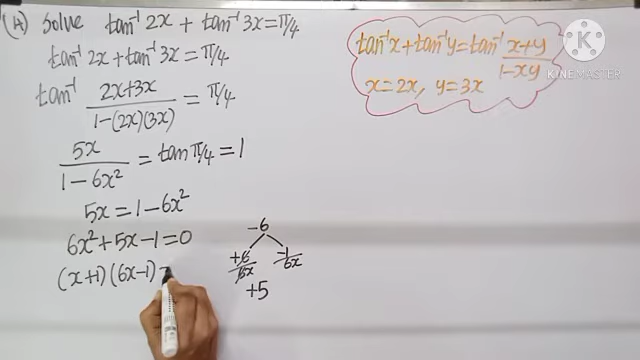 (A) Solve tan⁻¹ 2x + tan⁻¹ 3x = π/4
tan⁻¹ 2x + tan⁻¹ 3x = π/4
tan⁻¹ (2x+3x)/(1-(2x)(3x)) = π/4
5x/(1-6x²) = tan π/4 = 1
5x = 1-6x²
6x² + 5x - 1 = 0
(x+1)(6x-1) =
tan⁻¹x + tan⁻¹y = tan⁻¹ (x+y)/(1-xy)
x = 2x, y = 3x
-6
+6/6x -1/6x
+5
K
KINEMASTER